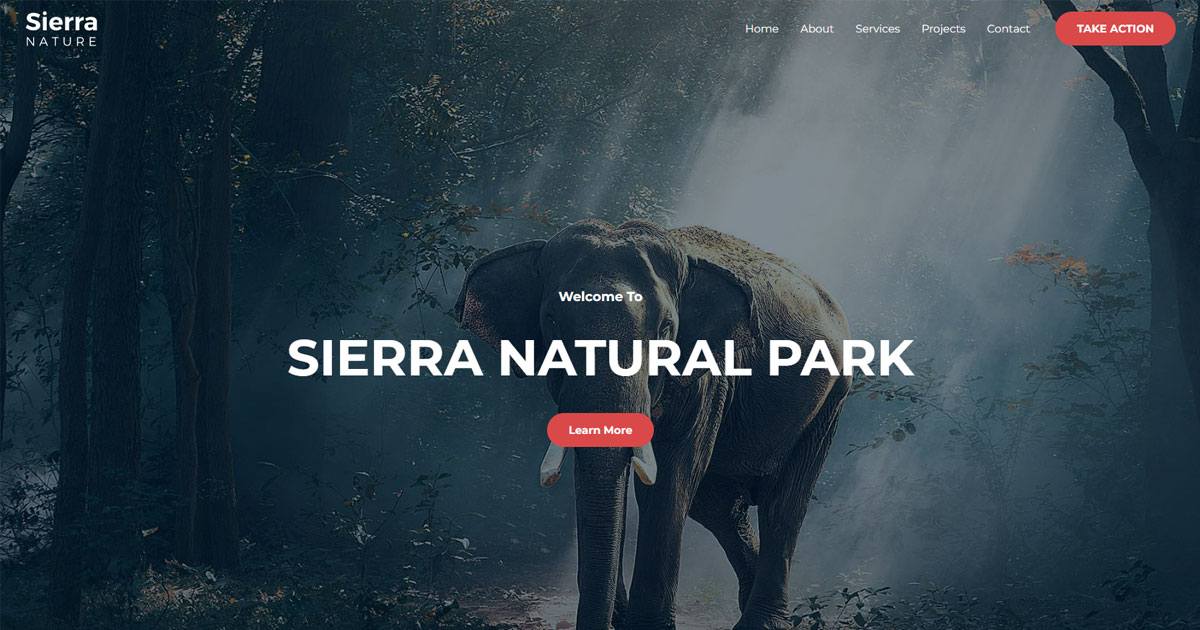 Sierra
NATURE
Home About Services Projects Contact TAKE ACTION
Welcome To
SIERRA NATURAL PARK
Learn More